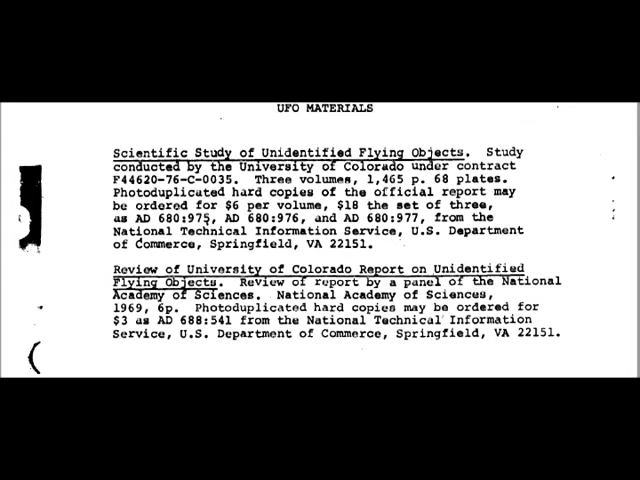 UFO MATERIALS
Scientific Study of Unidentified Flying Objects. Study
conducted by the University of Colorado under contract
F44620-76-C-0035. Three volumes, 1,465 p. 68 plates.
Photoduplicated hard copies of the official report may
be ordered for $6 per volume, $18 the set of three,
as AD 680:975, AD 680:976, and AD 680:977, from the
National Technical Information Service, U.S. Department
of Commerce, Springfield, VA 22151.
Review of University of Colorado Report on Unidentified
Flying Objects. Review of report by a panel of the National
Academy of Sciences. National Academy of Sciences,
1969, 6p. Photoduplicated hard copies may be ordered for
$3 as AD 688:541 from the National Technical Information
Service, U.S. Department of Commerce, Springfield, VA 22151.